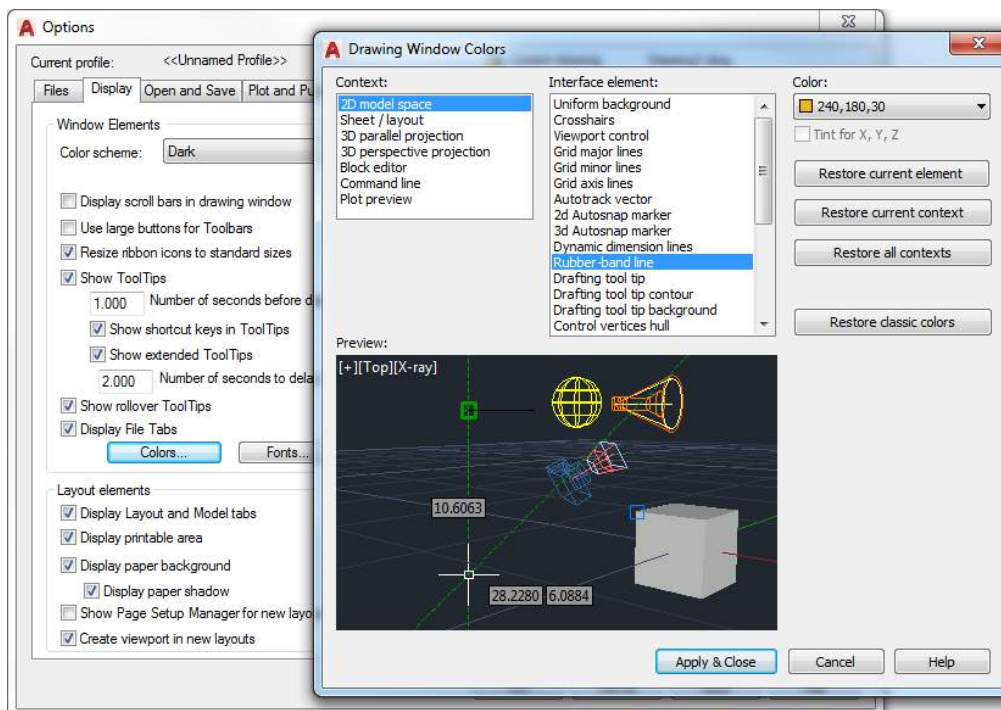 Options
Current profile: <<Unnamed Profile>>
Files Display Open and Save Plot and Pu
Window Elements
Color scheme: Dark
Display scroll bars in drawing window
Use large buttons for Toolbars
Resize ribbon icons to standard sizes
Show ToolTips
1.000 Number of seconds before d
Show shortcut keys in ToolTips
Show extended ToolTips
2.000 Number of seconds to dela
Show rollover ToolTips
Display File Tabs
Colors... Fonts...
Layout elements
Display Layout and Model tabs
Display printable area
Display paper background
Display paper shadow
Show Page Setup Manager for new layo
Create viewport in new layouts
Drawing Window Colors
Context:
2D model space
Sheet / layout
3D parallel projection
3D perspective projection
Block editor
Command line
Plot preview
Interface element:
Uniform background
Crosshairs
Viewport control
Grid major lines
Grid minor lines
Grid axis lines
Autotrack vector
2d Autosnap marker
3d Autosnap marker
Dynamic dimension lines
Rubber-band line
Drafting tool tip
Drafting tool tip contour
Drafting tool tip background
Control vertices hull
Color:
240,180,30
Tint for X, Y, Z
Restore current element
Restore current context
Restore all contexts
Restore classic colors
Preview:
[+][Top][X-ray]
10.6063
28.2280 6.0884
Apply & Close Cancel Help